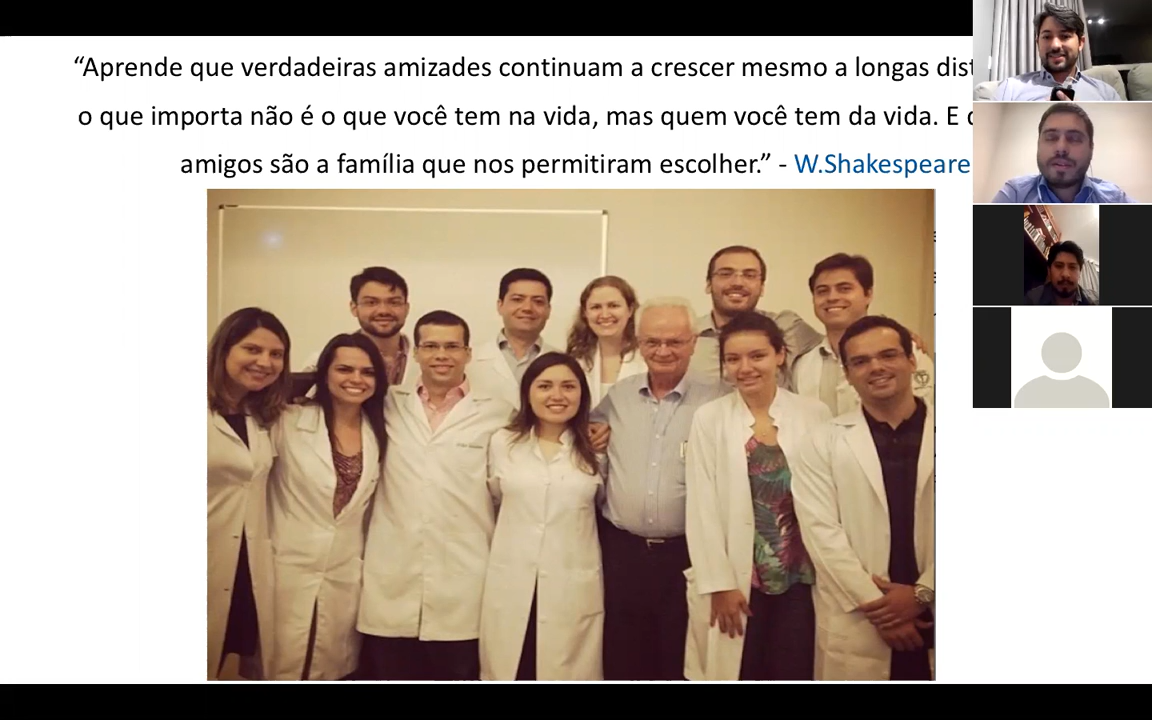 “Aprende que verdadeiras amizades continuam a crescer mesmo a longas
o que importa não é o que você tem na vida, mas quem você tem da vida. E
amigos são a família que nos permitiram escolher.” - W.Shakespeare